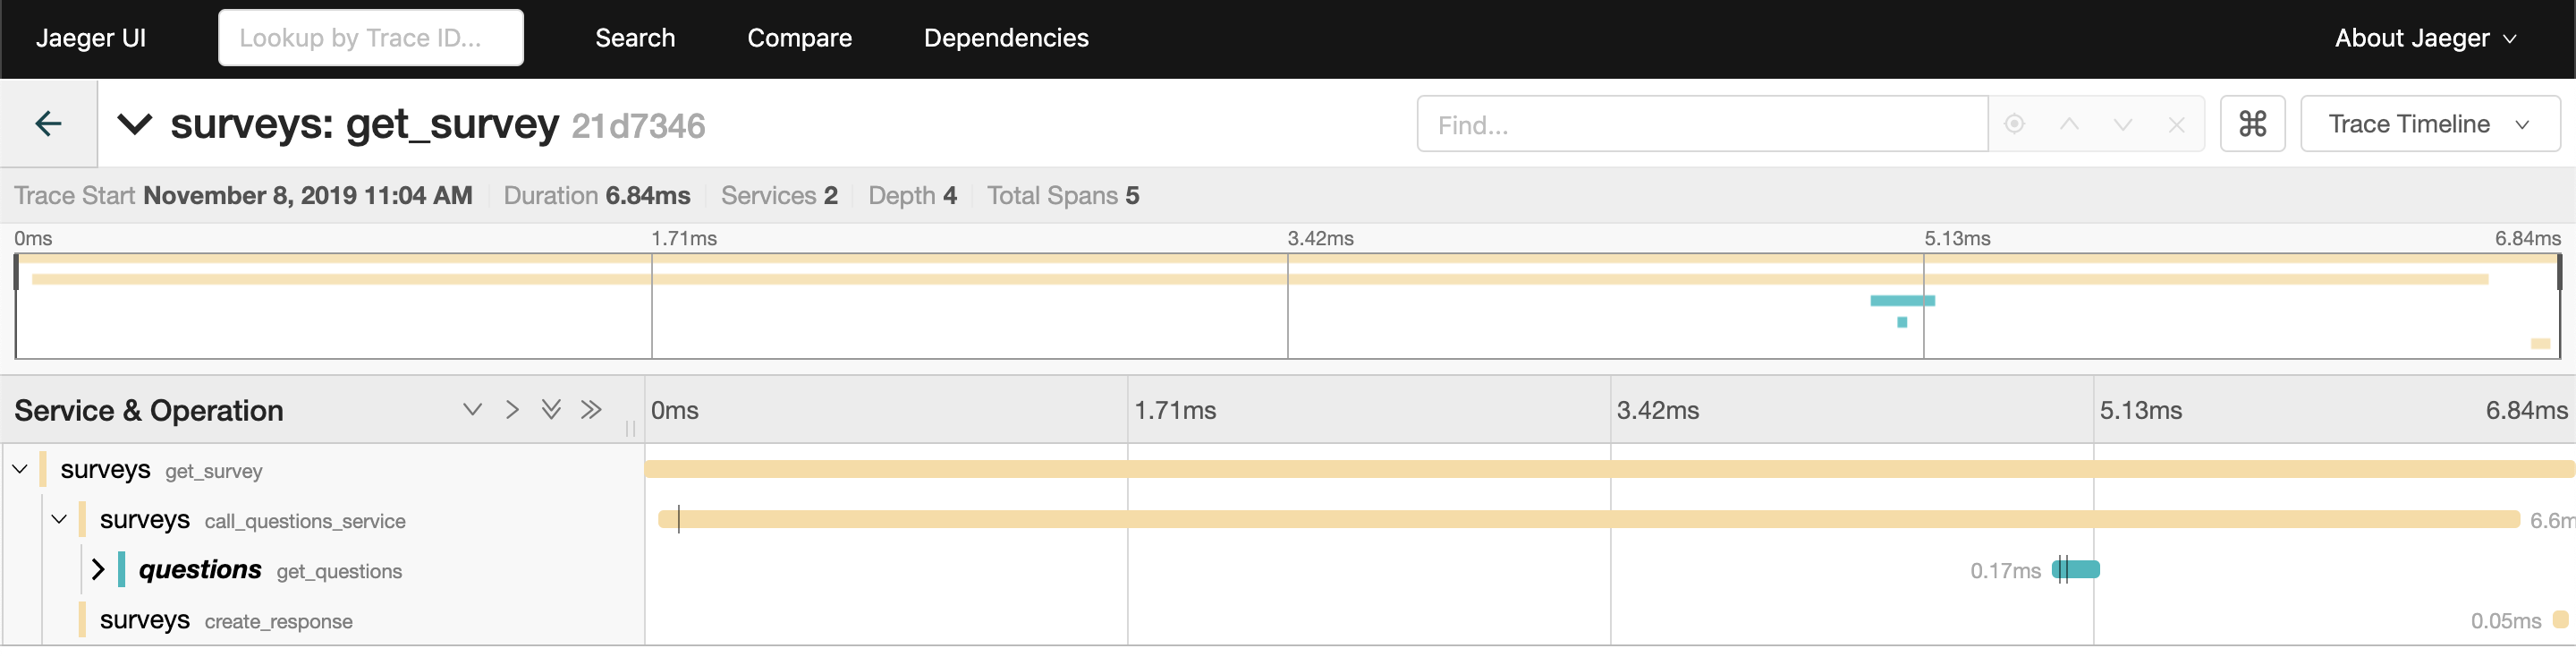 Jaeger UI Lookup by Trace ID... Search Compare Dependencies About Jaeger
surveys: get_survey 21d7346 Find... Trace Timeline
Trace Start November 8, 2019 11:04 AM Duration 6.84ms Services 2 Depth 4 Total Spans 5
0ms 1.71ms 3.42ms 5.13ms 6.84ms
Service & Operation 0ms 1.71ms 3.42ms 5.13ms 6.84ms
surveys get_survey
surveys call_questions_service 6.6m
questions get_questions 0.17ms
surveys create_response 0.05ms